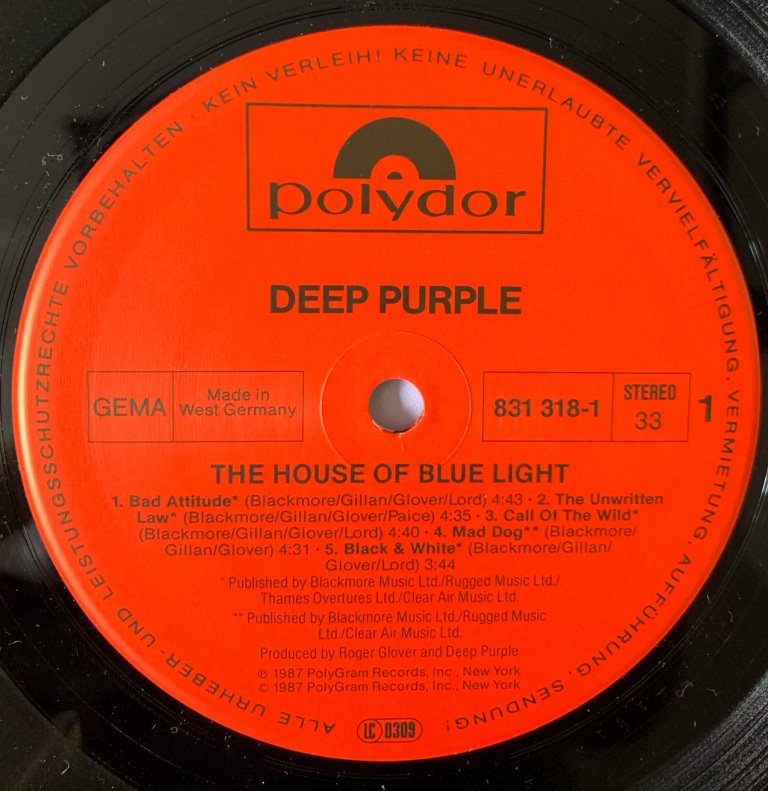 ALLE URHEBER- UND LEISTUNGSSCHUTZRECHTE VORBEHALTEN · KEIN VERLEIH! KEINE UNERLAUBTE VERVIELFÄLTIGUNG, VERMIETUNG, AUFFÜHRUNG, SENDUNG!
polydor
DEEP PURPLE
GEMA
Made in
West Germany
831 318-1
STEREO
33
1
THE HOUSE OF BLUE LIGHT
1. Bad Attitude* (Blackmore/Gillan/Glover/Lord) 4:43 · 2. The Unwritten
Law* (Blackmore/Gillan/Glover/Paice) 4:35 · 3. Call Of The Wild*
(Blackmore/Gillan/Glover/Lord) 4:40 · 4. Mad Dog** (Blackmore/
Gillan/Glover) 4:31 · 5. Black & White* (Blackmore/Gillan/
Glover/Lord) 3:44
* Published by Blackmore Music Ltd./Rugged Music Ltd./
Thames Overtures Ltd./Clear Air Music Ltd.
** Published by Blackmore Music Ltd./Rugged Music
Ltd./Clear Air Music Ltd.
Produced by Roger Glover and Deep Purple
℗ 1987 PolyGram Records, Inc., New York
© 1987 PolyGram Records, Inc., New York
LC 0309